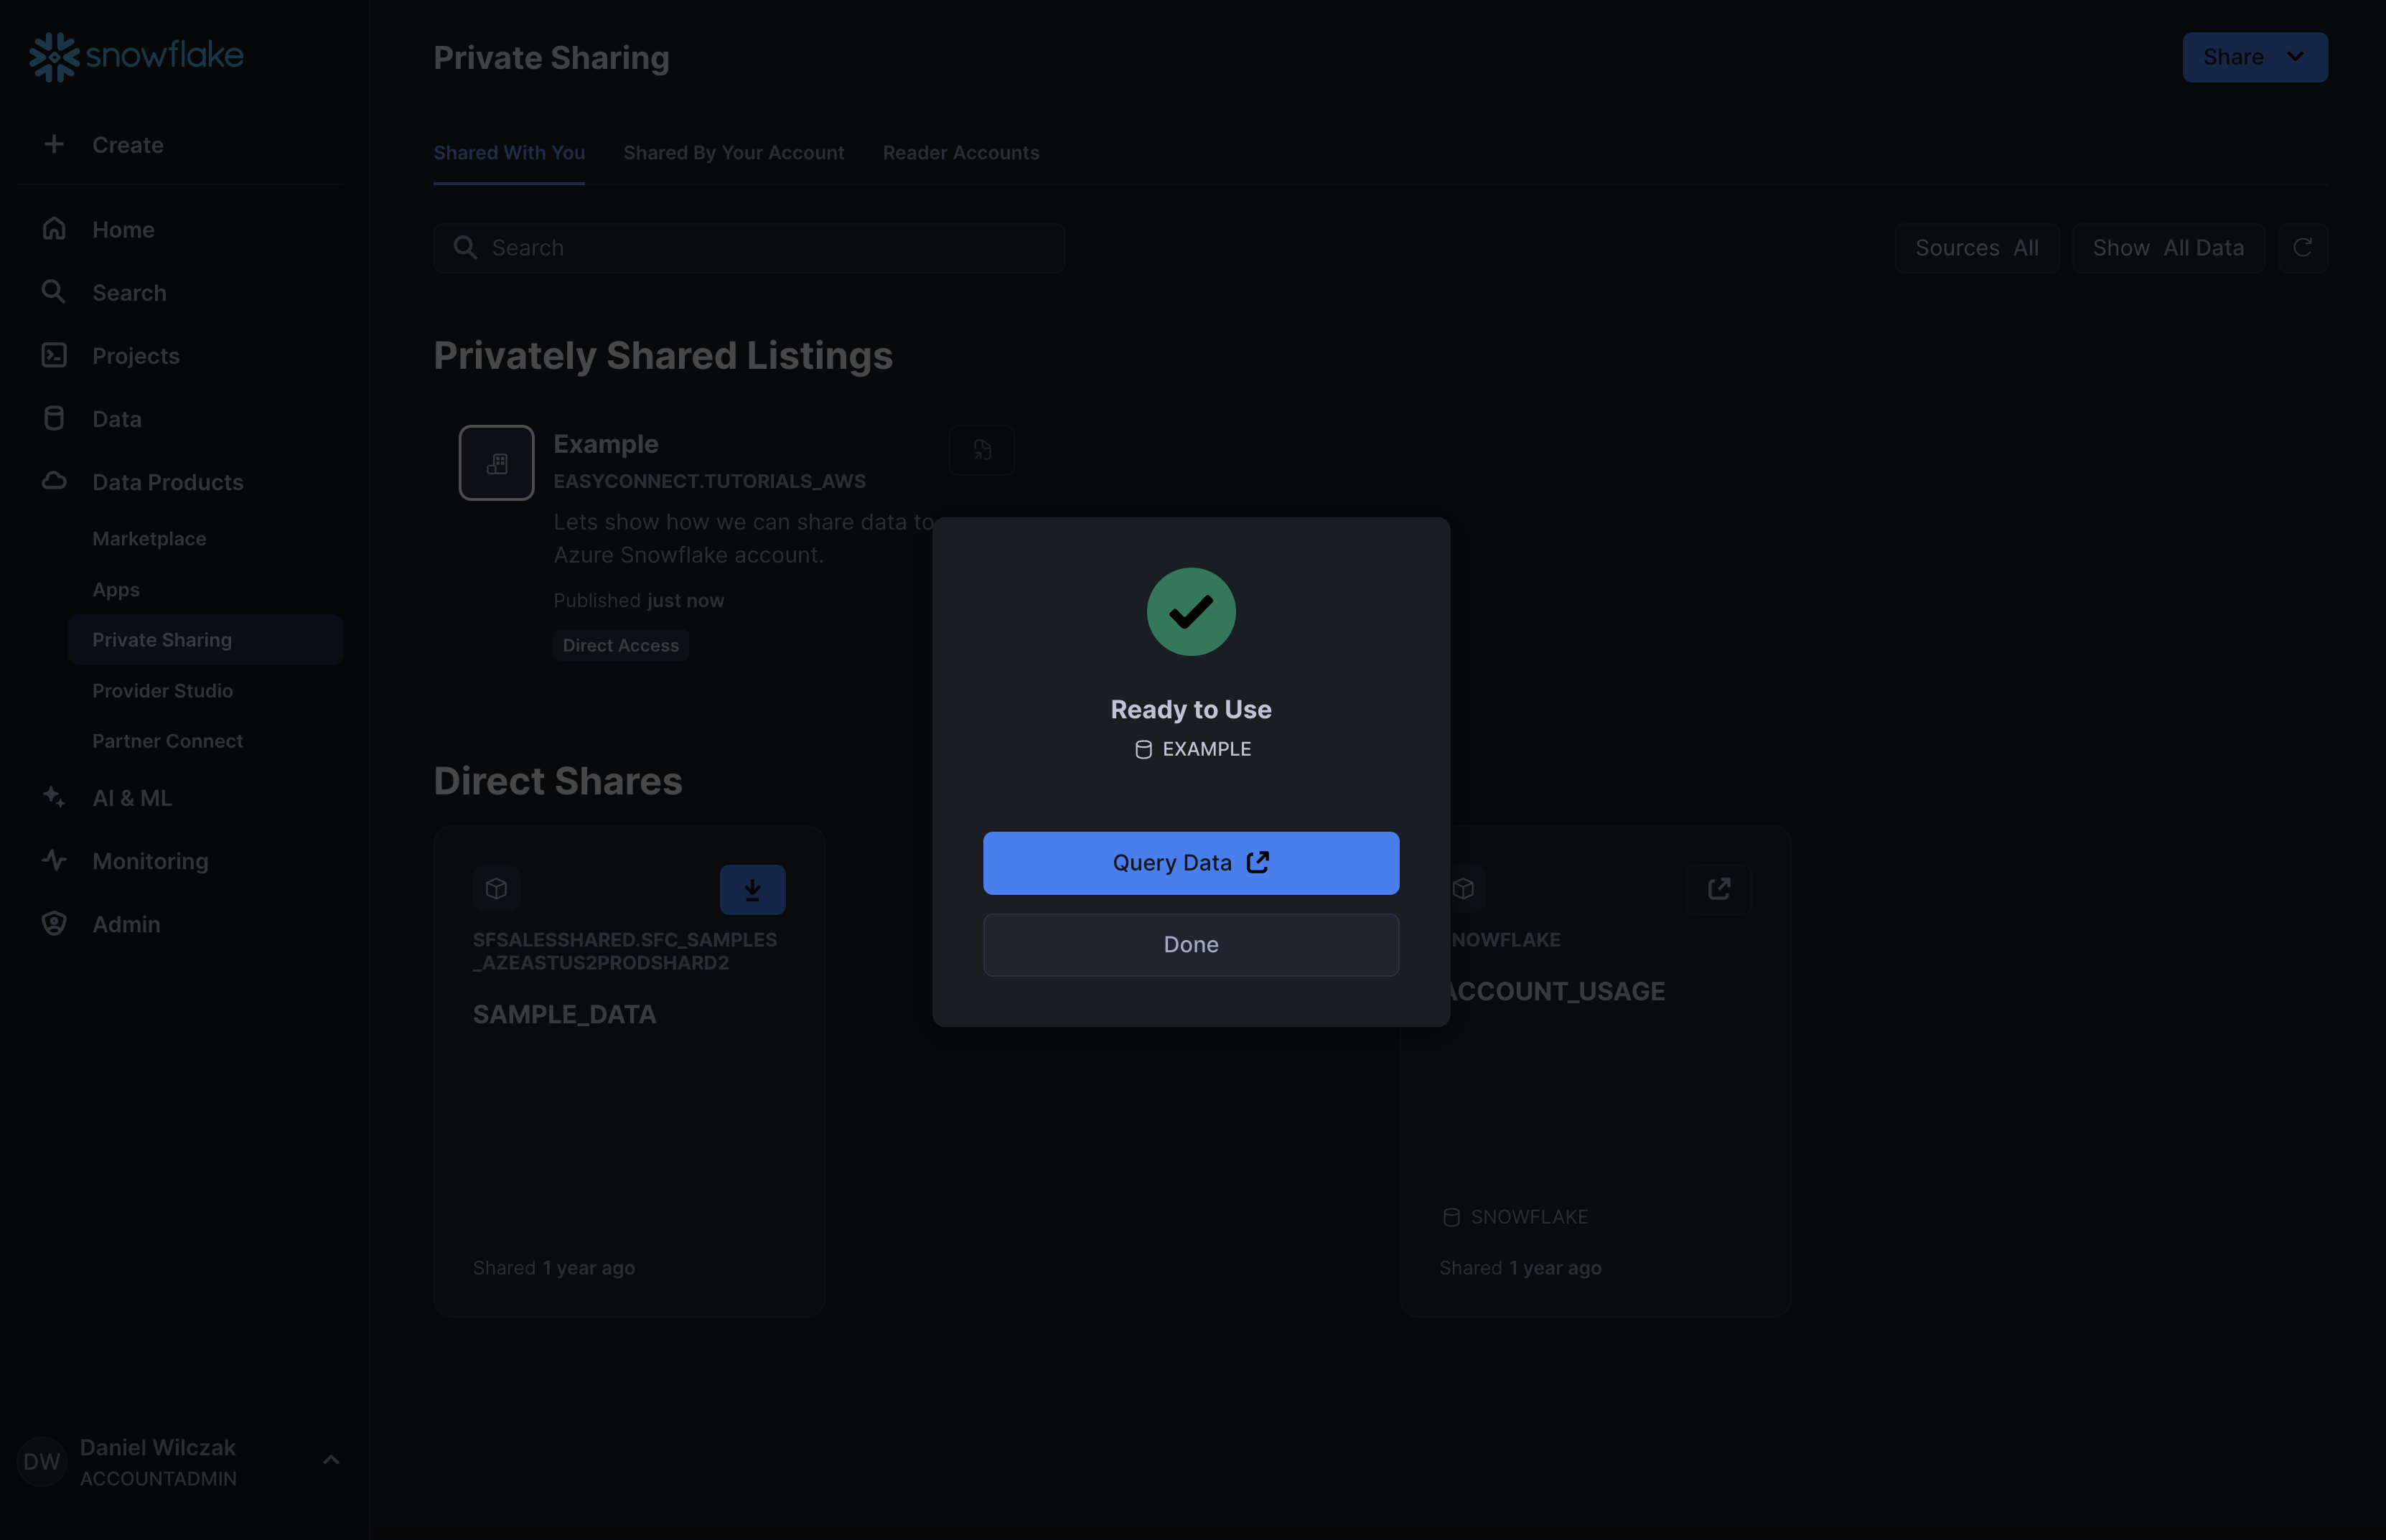 snowflake
Create
Home
Search
Projects
Data
Data Products
Marketplace
Apps
Private Sharing
Provider Studio
Partner Connect
AI & ML
Monitoring
Admin
DW
Daniel Wilczak
ACCOUNTADMIN
Private Sharing
Share
Shared With You
Shared By Your Account
Reader Accounts
Search
Sources All
Show All Data
Privately Shared Listings
Example
EASYCONNECT.TUTORIALS_AWS
Lets show how we can share data to
Azure Snowflake account.
Published just now
Direct Access
Ready to Use
EXAMPLE
Query Data
Done
Direct Shares
SFSALESSHARED.SFC_SAMPLES
_AZEASTUS2PRODSHARD2
SAMPLE_DATA
Shared 1 year ago
NOWFLAKE
ACCOUNT_USAGE
SNOWFLAKE
Shared 1 year ago